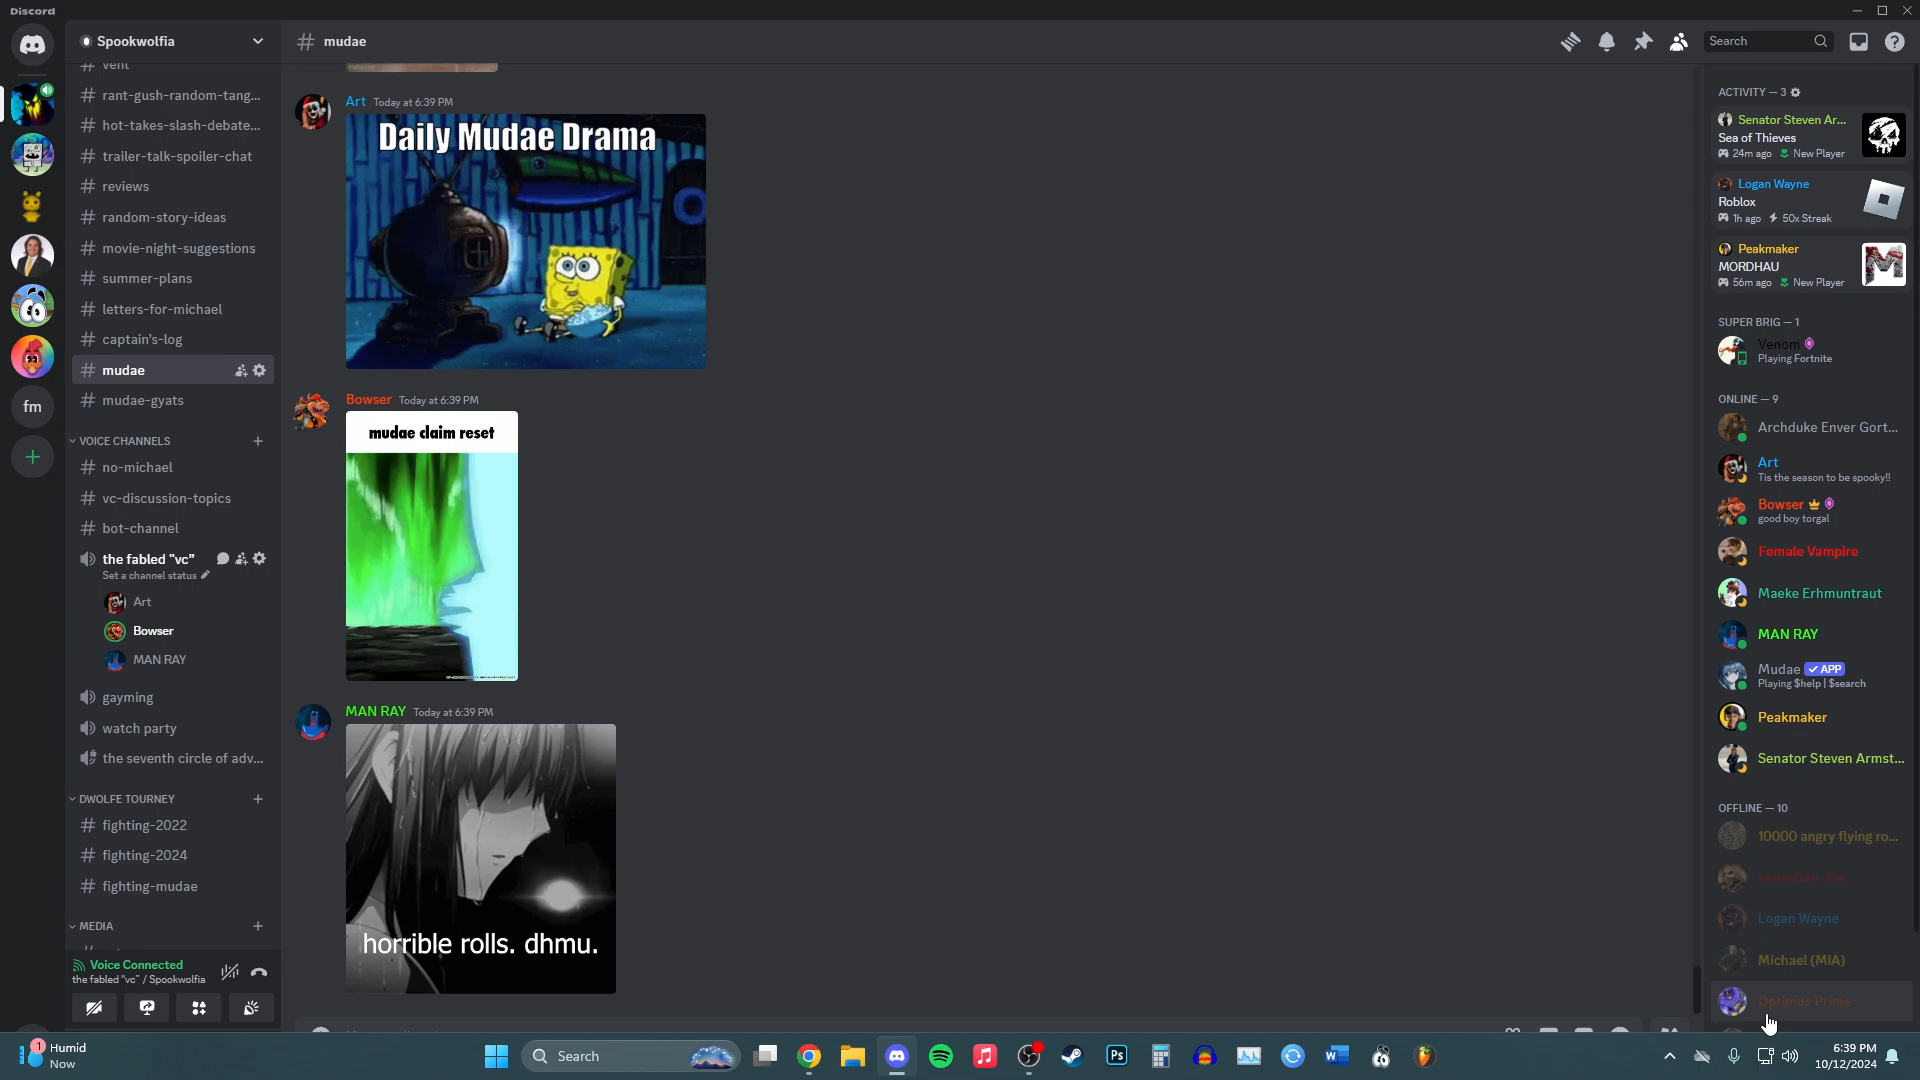 Discord
Spookwolfia
vent
rant-gush-random-tang...
hot-takes-slash-debate...
trailer-talk-spoiler-chat
reviews
random-story-ideas
movie-night-suggestions
summer-plans
letters-for-michael
captain's-log
mudae
mudae-gyats
VOICE CHANNELS
no-michael
vc-discussion-topics
bot-channel
the fabled "vc"
Set a channel status
Art
Bowser
MAN RAY
gayming
watch party
the seventh circle of adv...
DWOLFE TOURNEY
fighting-2022
fighting-2024
fighting-mudae
MEDIA
Voice Connected
the fabled "vc" / Spookwolfia
fm
# mudae
Search
Art Today at 6:39 PM
Daily Mudae Drama
Bowser Today at 6:39 PM
mudae claim reset
MAN RAY Today at 6:39 PM
horrible rolls. dhmu.
ACTIVITY — 3
Senator Steven Ar...
Sea of Thieves
24m ago New Player
Logan Wayne
Roblox
1h ago 50x Streak
Peakmaker
MORDHAU
56m ago New Player
M
SUPER BRIG — 1
Venom
Playing Fortnite
ONLINE — 9
Archduke Enver Gort...
Art
Tis the season to be spooky!!
Bowser
good boy torgal
Female Vampire
Maeke Erhmuntraut
MAN RAY
Mudae APP
Playing $help | $search
Peakmaker
Senator Steven Armst...
OFFLINE — 10
10000 angry flying ro...
Logan Wayne
Michael (MIA)
Optimus Prime
1
Humid
Now
Search
Ps
W
6:39 PM
10/12/2024